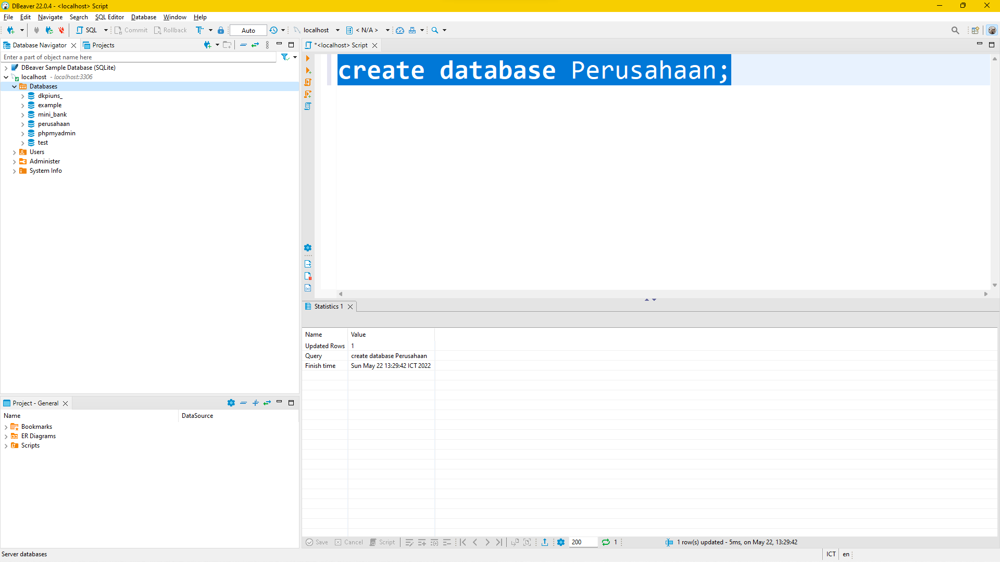 DBeaver 22.0.4 - <localhost> Script
File Edit Navigate Search SQL Editor Database Window Help
SQL Commit Rollback Auto localhost < N/A >
Database Navigator Projects
*<localhost> Script
Enter a part of object name here
DBeaver Sample Database (SQLite)
localhost - localhost:3306
Databases
dkpiuns_
example
mini_bank
perusahaan
phpmyadmin
test
Users
Administer
System Info
create database Perusahaan;
Statistics 1
Name Value
Updated Rows 1
Query create database Perusahaan
Finish time Sun May 22 13:29:42 ICT 2022
Project - General
Name DataSource
Bookmarks
ER Diagrams
Scripts
Save Cancel Script 200 1 1 row(s) updated - 5ms, on May 22, 13:29:42
Server databases
ICT en